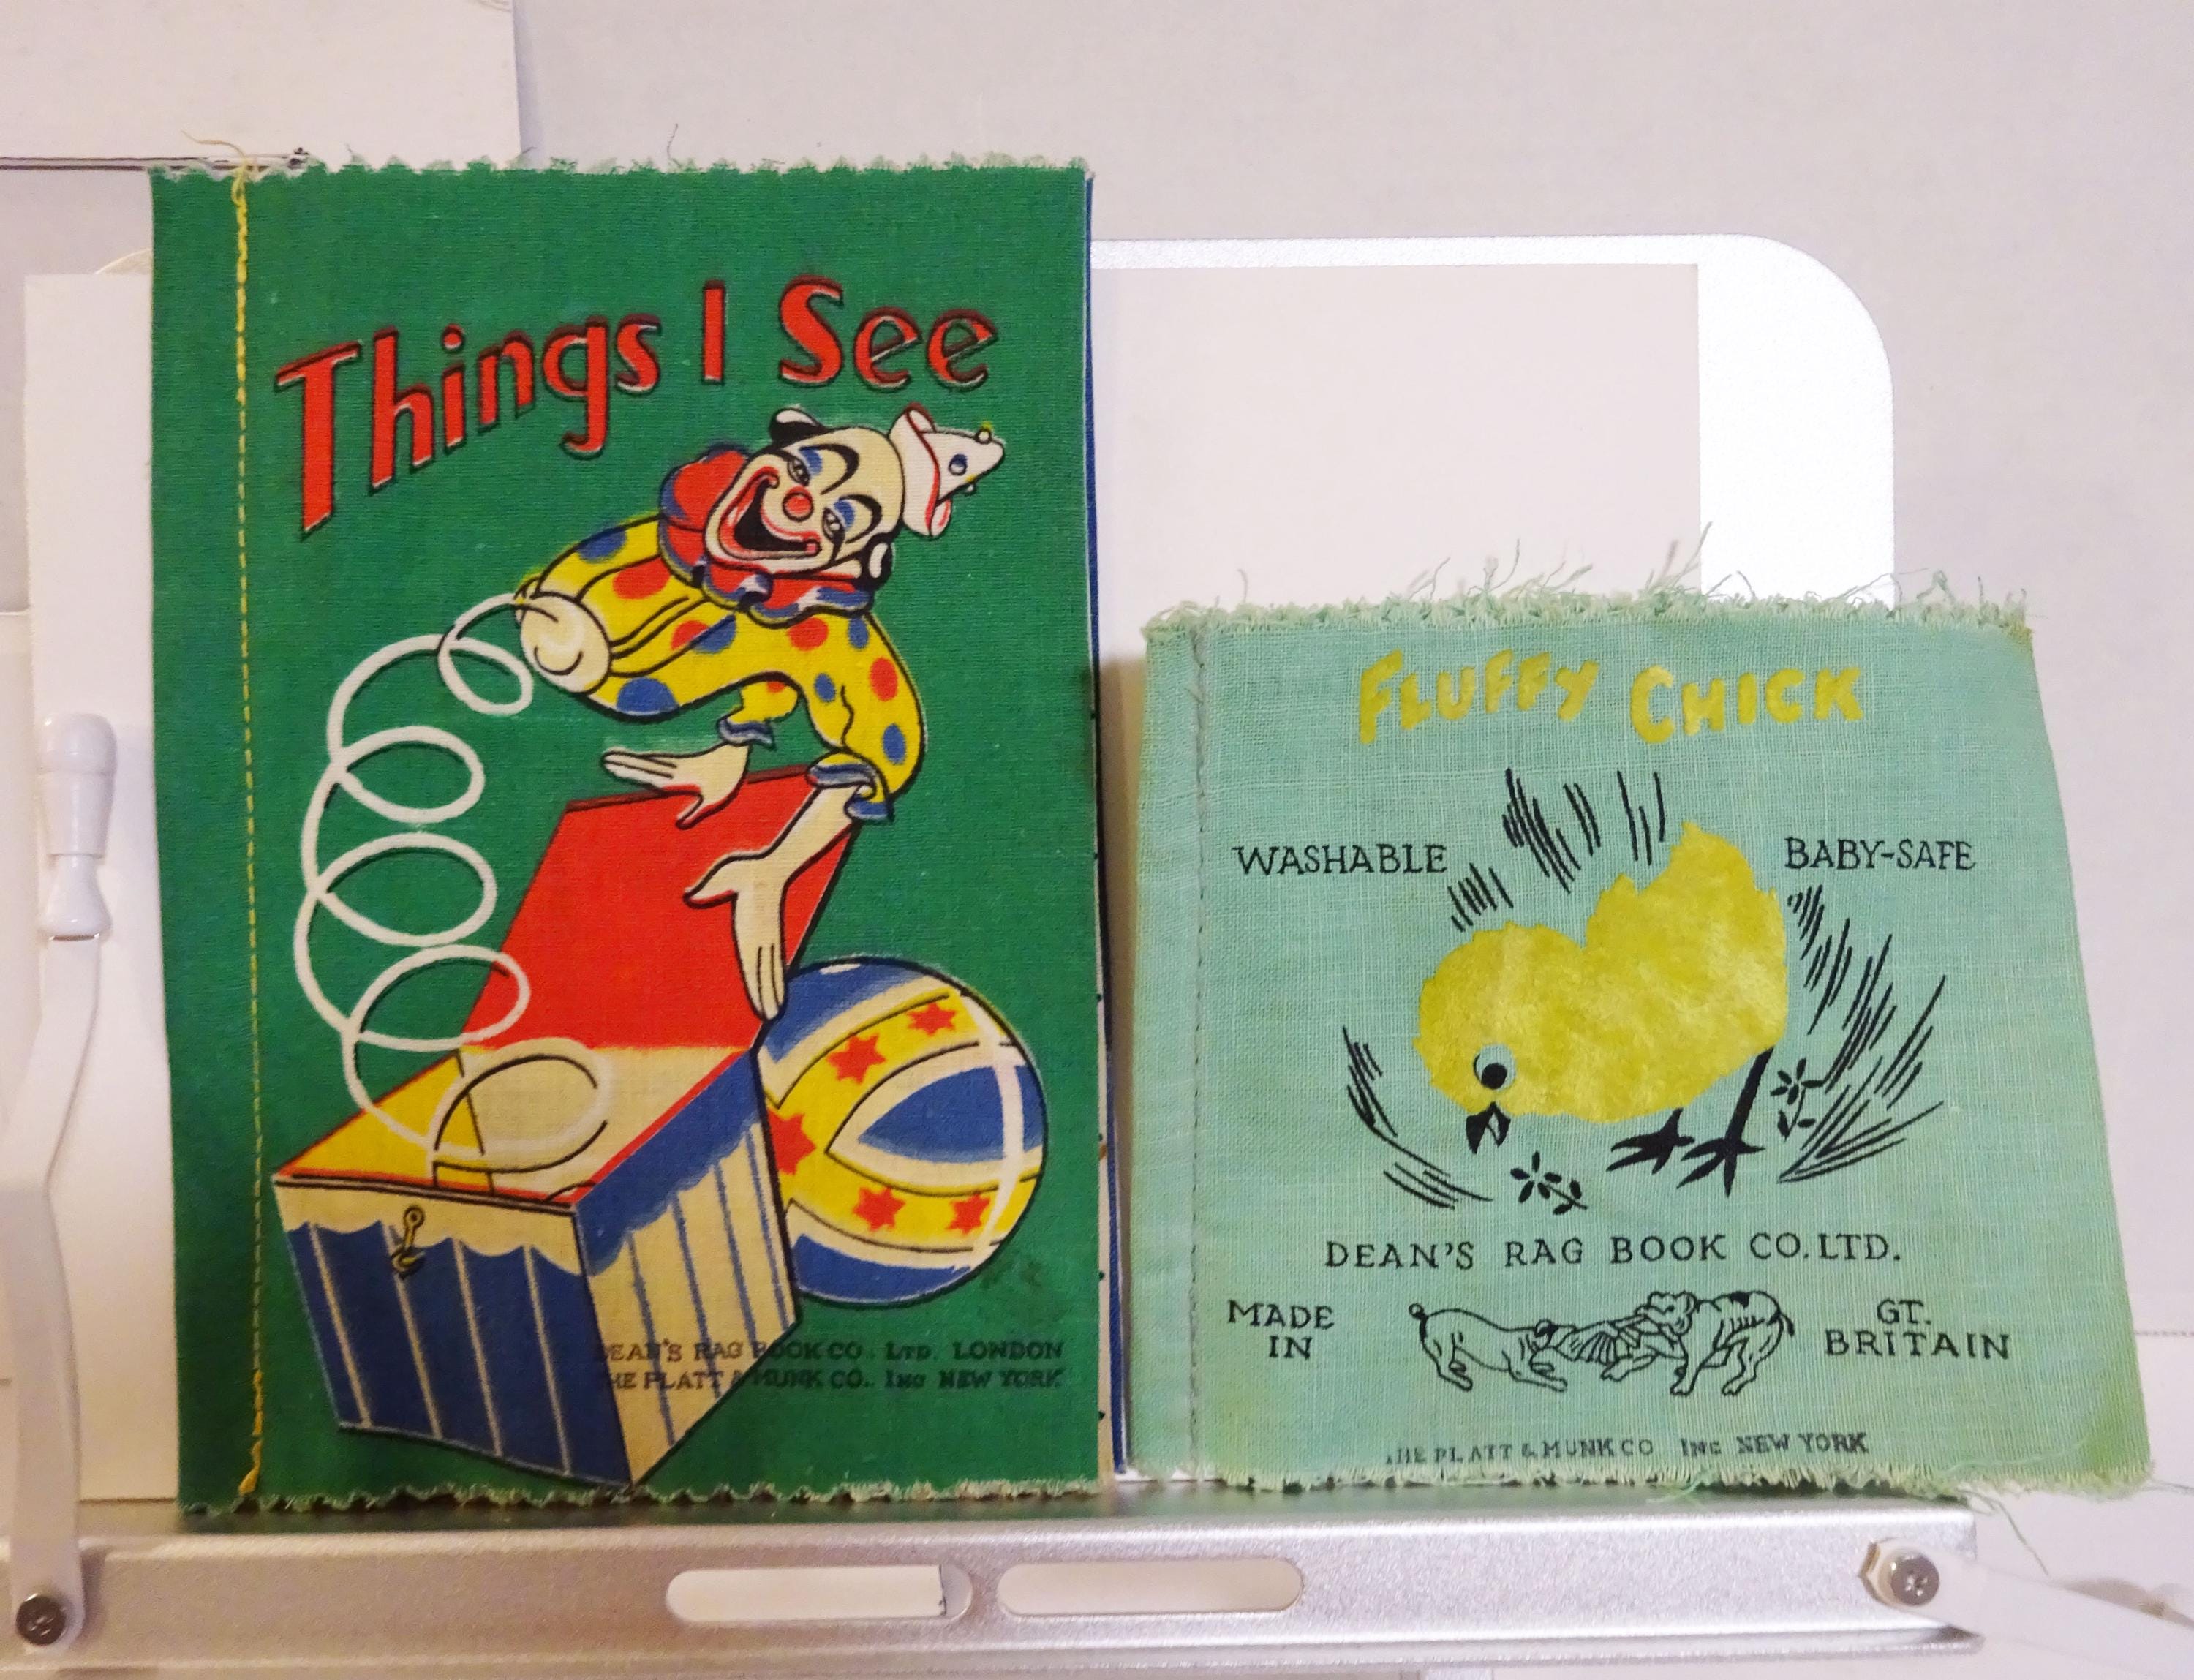 Things I See
DEAN'S RAG BOOK CO. LTD. LONDON
THE PLATT & MUNK CO.. INC NEW YORK
FLUFFY CHICK
WASHABLE
BABY-SAFE
DEAN'S RAG BOOK CO. LTD.
MADE
IN
GT.
BRITAIN
THE PLATT & MUNK CO INC NEW YORK